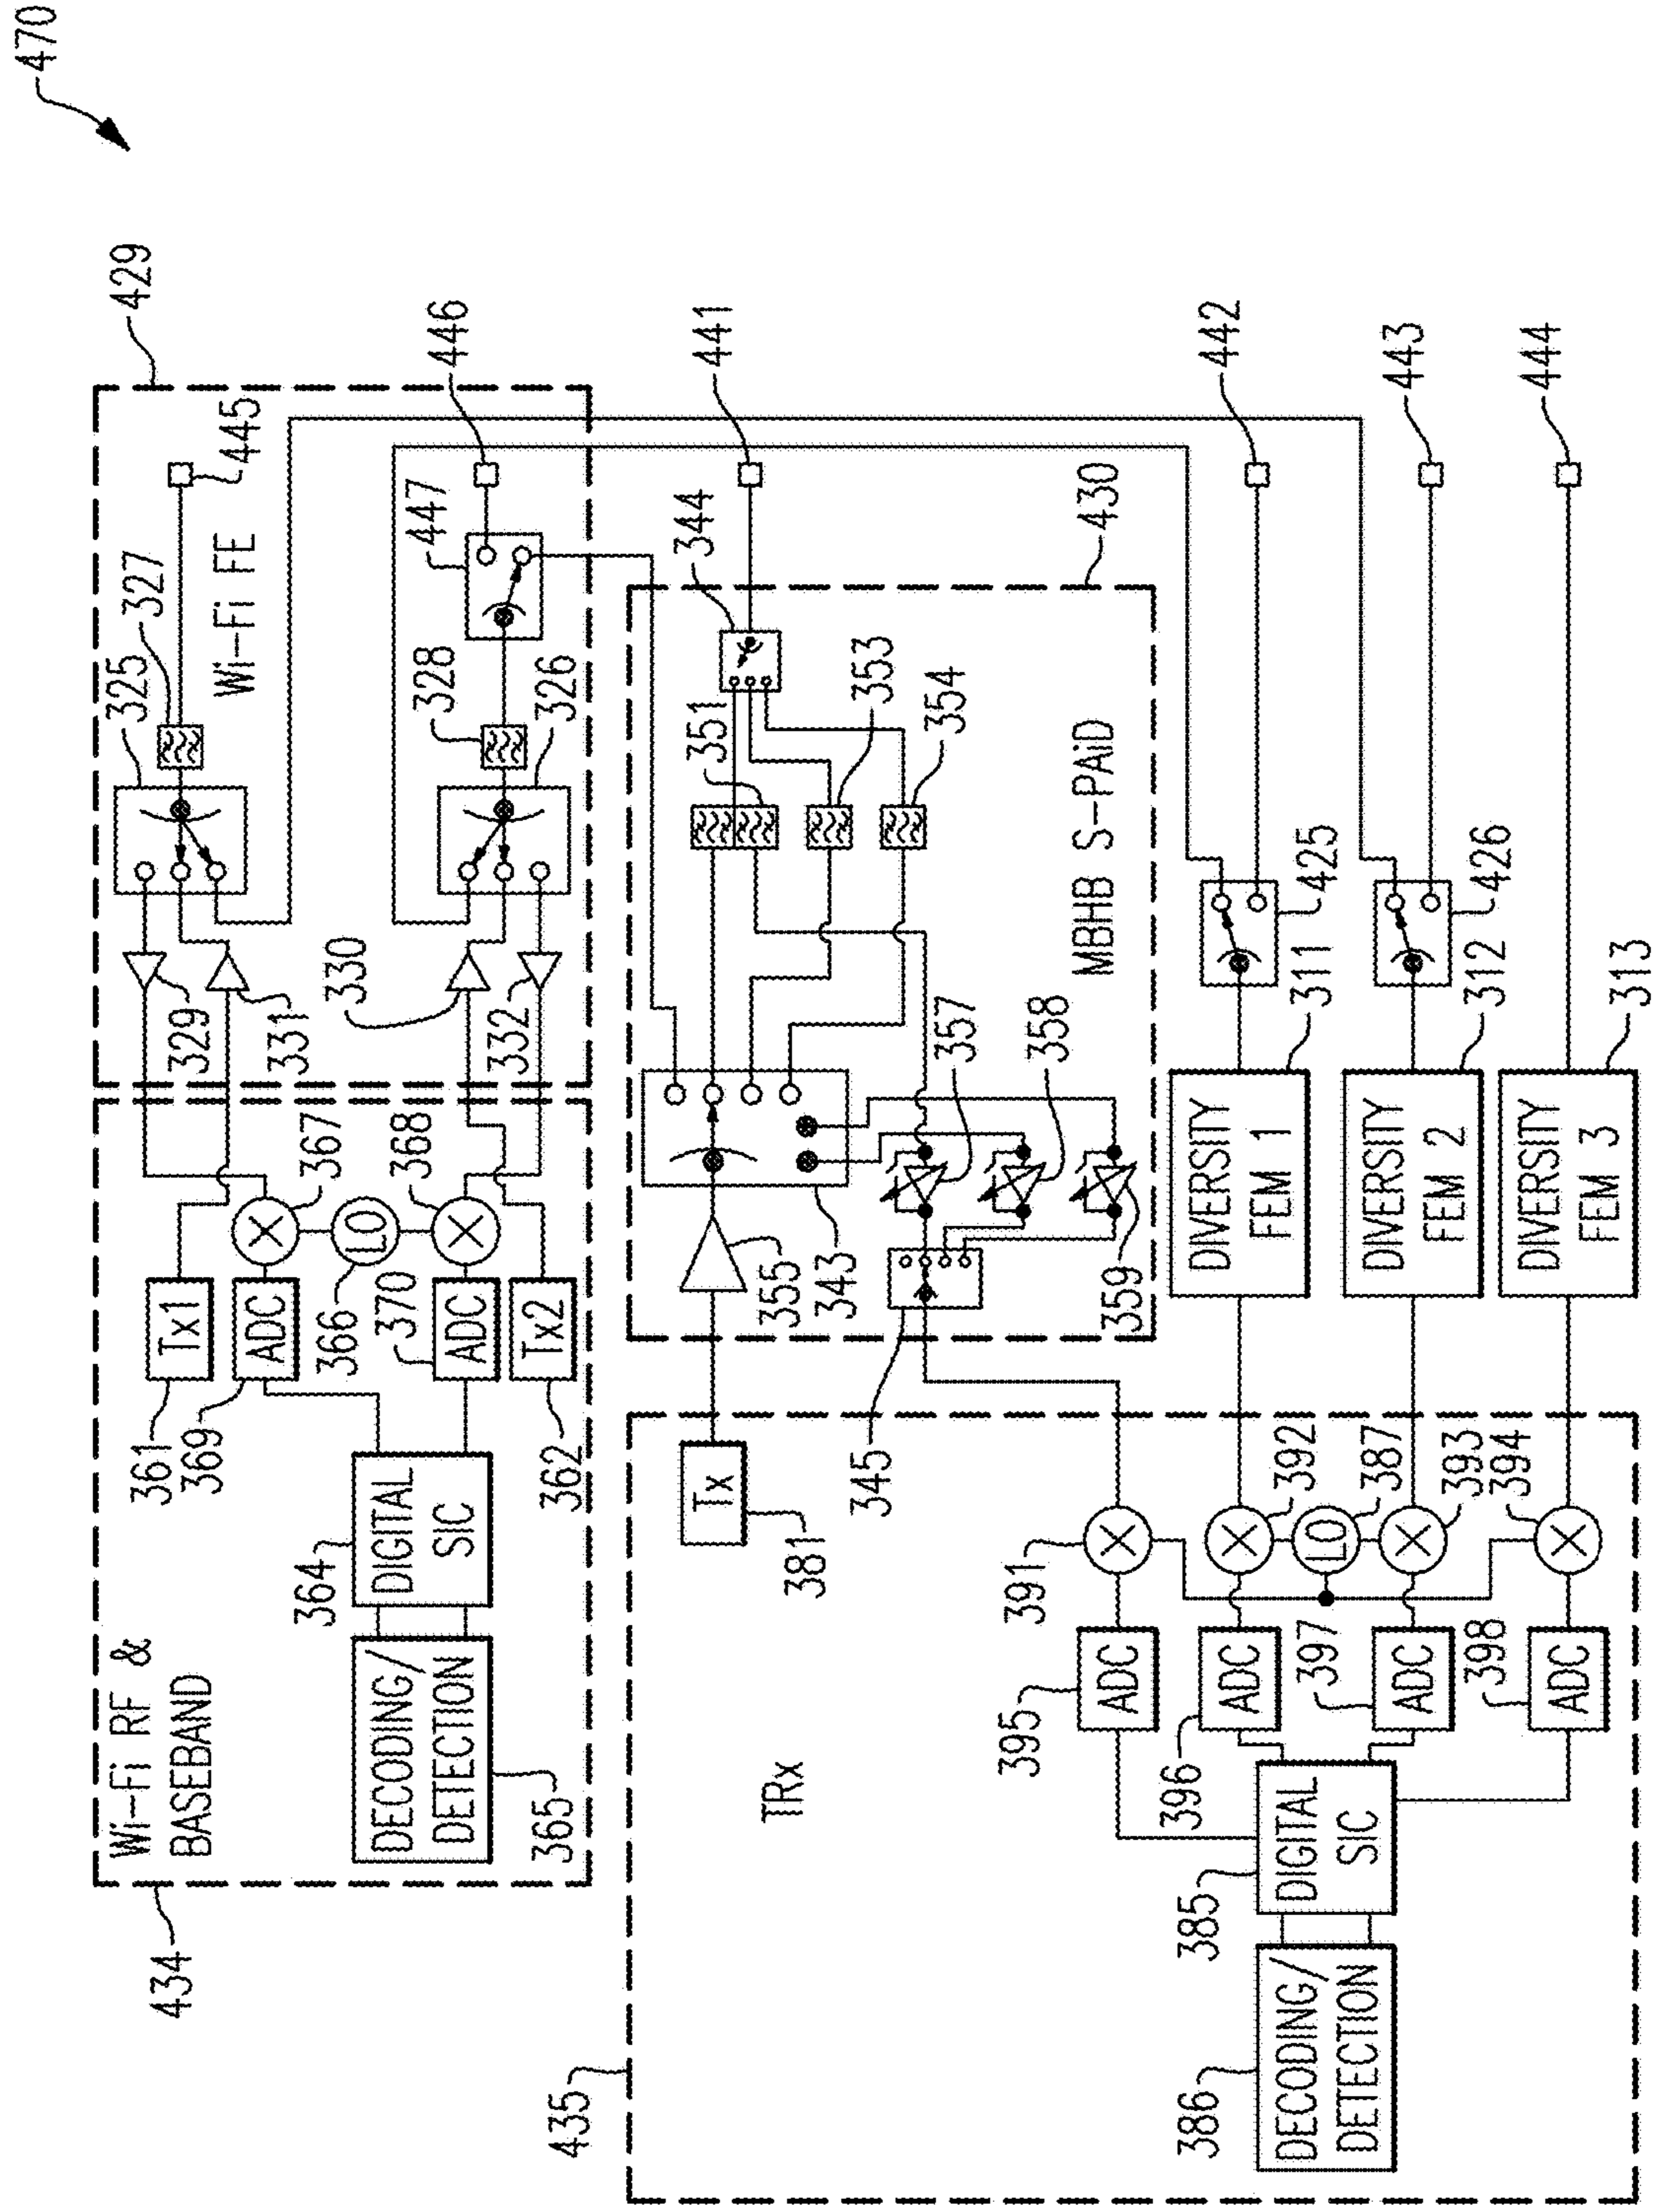 470
434
Wi-Fi RF &
BASEBAND
361
Tx1
369
ADC
367
366
LO
368
370
ADC
362
Tx2
364
DIGITAL
SIC
365
DECODING/
DETECTION
429
Wi-Fi FE
325
327
445
329
331
330
332
328
326
447
446
430
MBHB S-PAiD
355
343
345
351
353
354
344
441
357
358
359
435
TRx
381
Tx
391
392
387
LO
393
394
395
ADC
396
ADC
397
ADC
398
ADC
385
DIGITAL
SIC
386
DECODING/
DETECTION
DIVERSITY
FEM 1
311
425
442
DIVERSITY
FEM 2
312
426
443
DIVERSITY
FEM 3
313
444